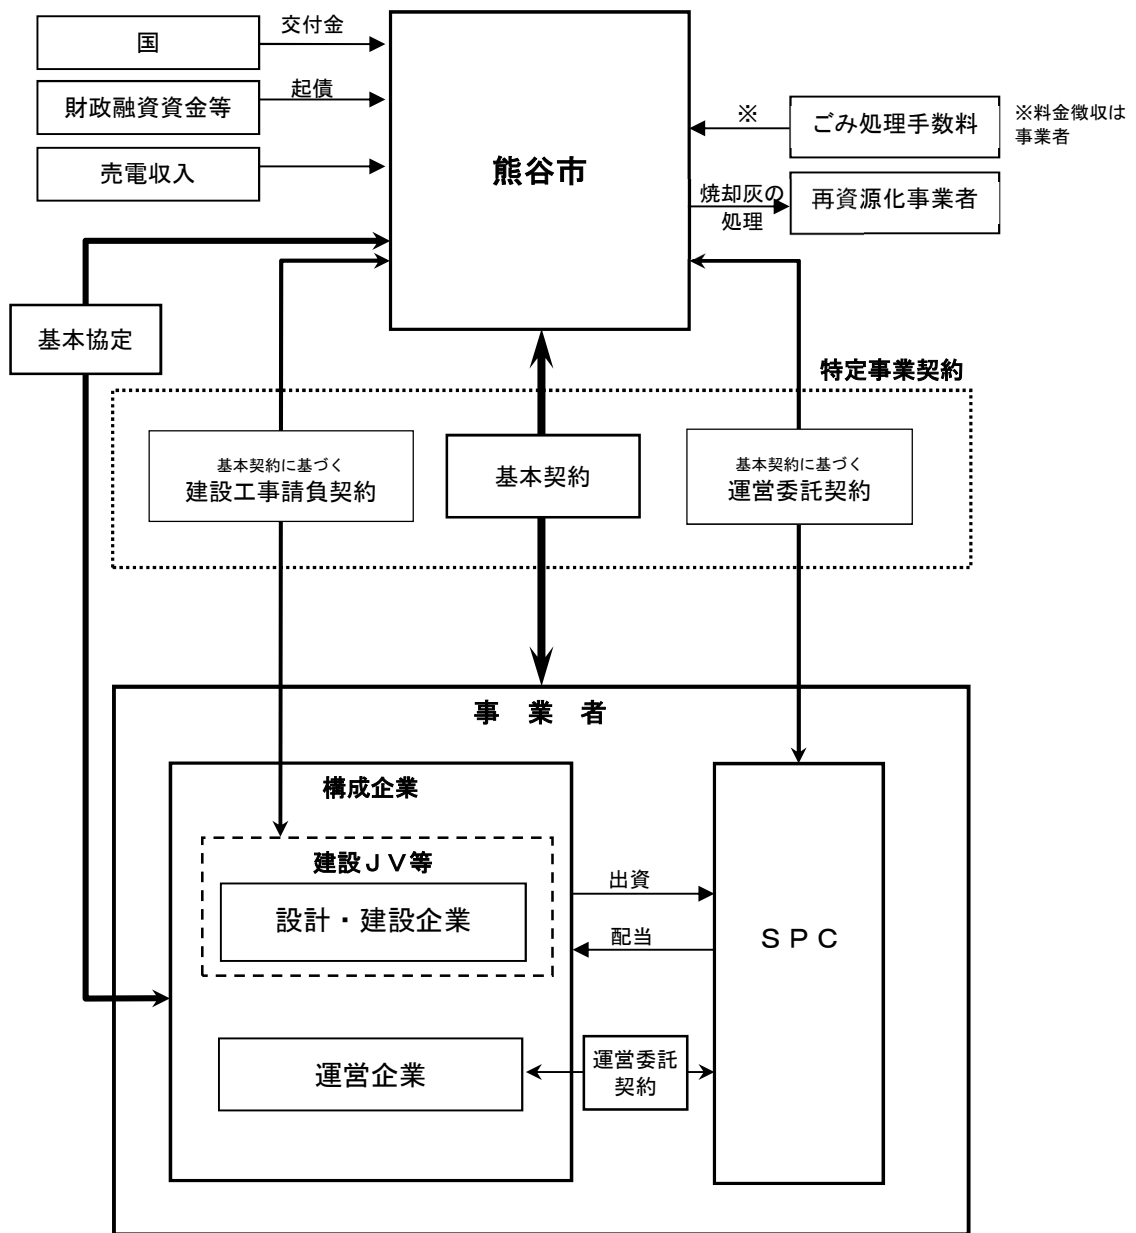 国
交付金
財政融資資金等
起債
売電収入
熊谷市
※
ごみ処理手数料
※料金徴収は
事業者
焼却灰の
処理
再資源化事業者
基本協定
特定事業契約
基本契約に基づく
建設工事請負契約
基本契約
基本契約に基づく
運営委託契約
事 業 者
構成企業
建設JV等
設計・建設企業
出資
配当
SPC
運営企業
運営委託
契約